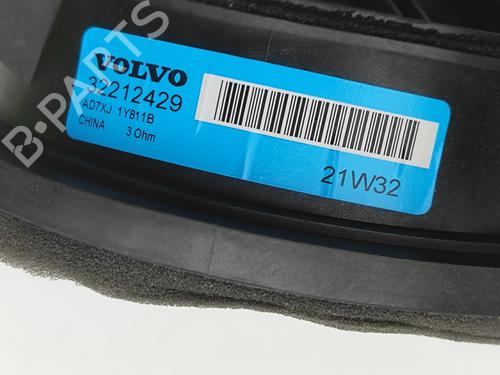 VOLVO
32212429
AD7XJ 1Y811B
CHINA 3 Ohm
21W32
B-PARTS